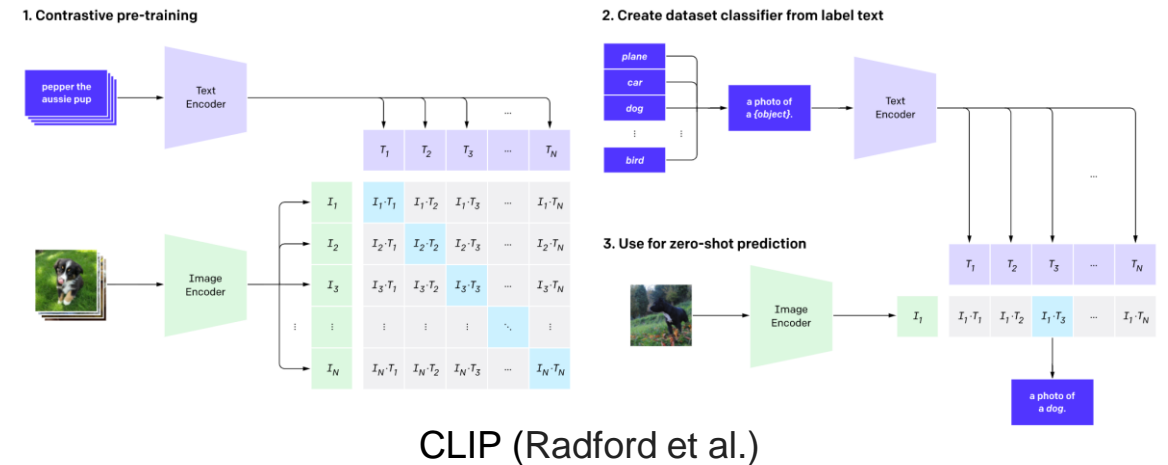 1. Contrastive pre-training
pepper the
aussie pup
Text
Encoder
...
T1 T2 T3 ... TN
Image
Encoder
I1 I1·T1 I1·T2 I1·T3 ... I1·TN
I2 I2·T1 I2·T2 I2·T3 ... I2·TN
I3 I3·T1 I3·T2 I3·T3 ... I3·TN
⋮ ⋮ ⋮ ⋮ ⋮ ⋱ ⋮
IN IN·T1 IN·T2 IN·T3 ... IN·TN
2. Create dataset classifier from label text
plane
car
dog
⋮ ⋮
bird
a photo of
a {object}.
Text
Encoder
...
3. Use for zero-shot prediction
T1 T2 T3 ... TN
Image
Encoder
I1 I1·T1 I1·T2 I1·T3 ... I1·TN
a photo of
a dog.
CLIP (Radford et al.)